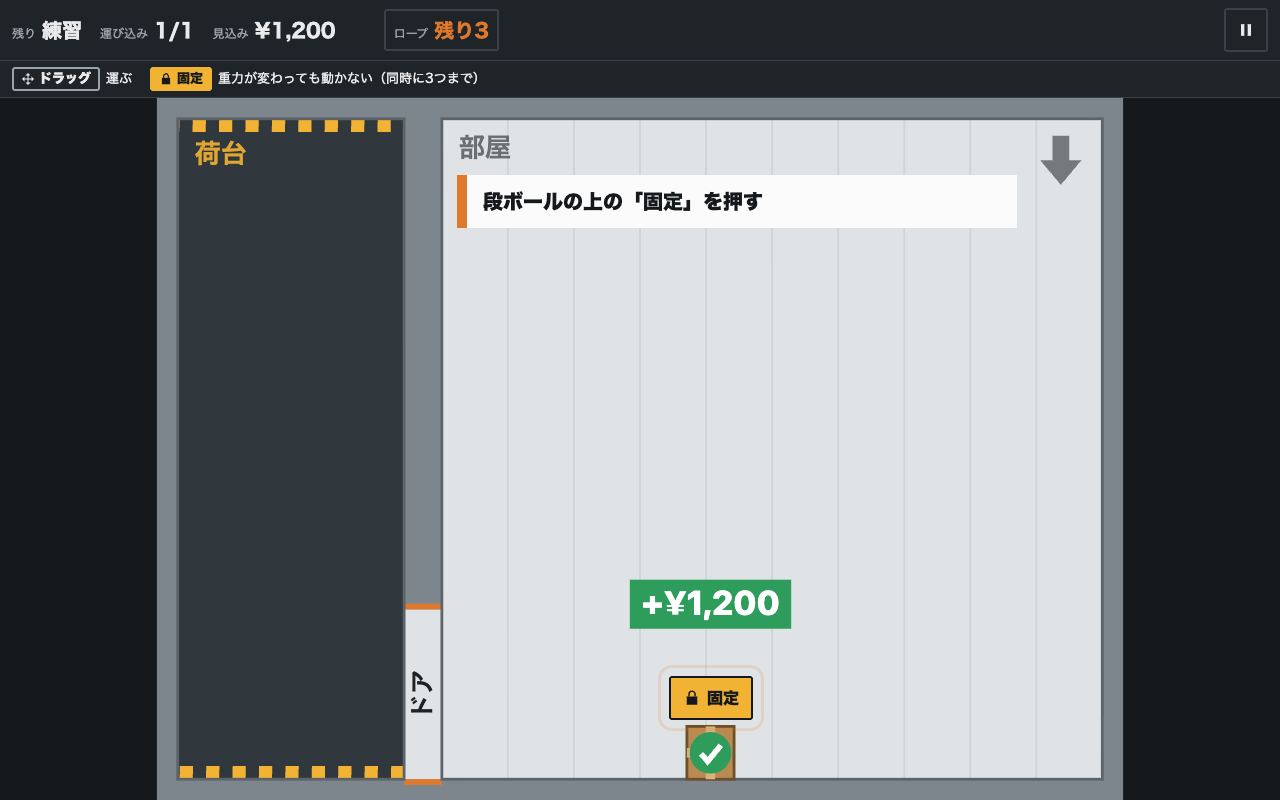 残り 練習 運び込み 1/1 見込み ¥1,200 ロープ 残り3
ドラッグ 運ぶ 固定 重力が変わっても動かない（同時に3つまで）
荷台
部屋
段ボールの上の「固定」を押す
+¥1,200
固定
ドア